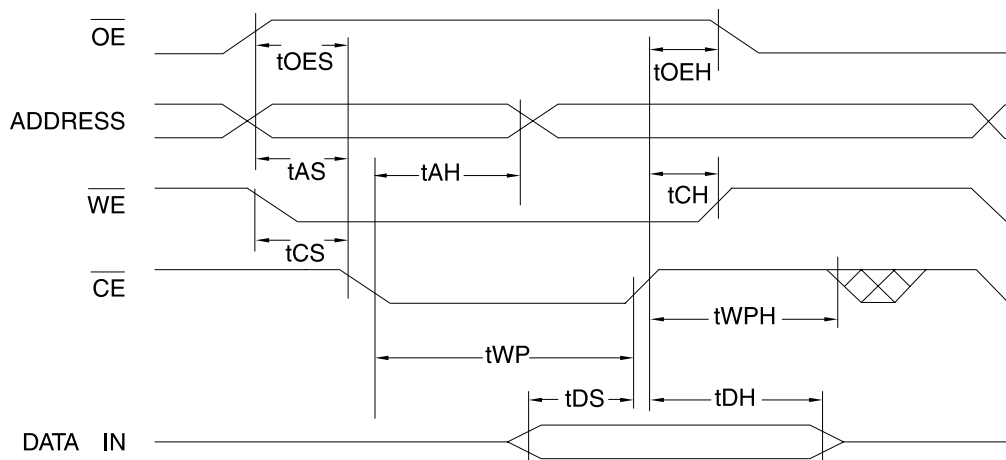 OE
tOES
tOEH
ADDRESS
tAS
tAH
tCH
WE
tCS
CE
tWPH
tWP
tDS
tDH
DATA IN